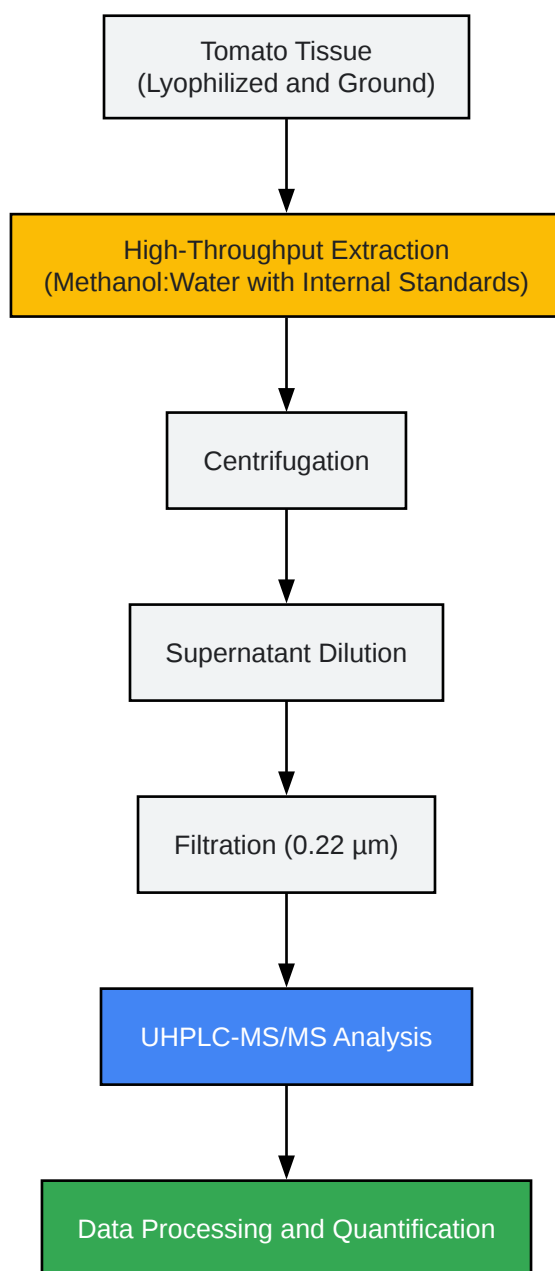 Tomato Tissue
(Lyophilized and Ground)
High-Throughput Extraction
(Methanol:Water with Internal Standards)
Centrifugation
Supernatant Dilution
Filtration (0.22 µm)
UHPLC-MS/MS Analysis
Data Processing and Quantification